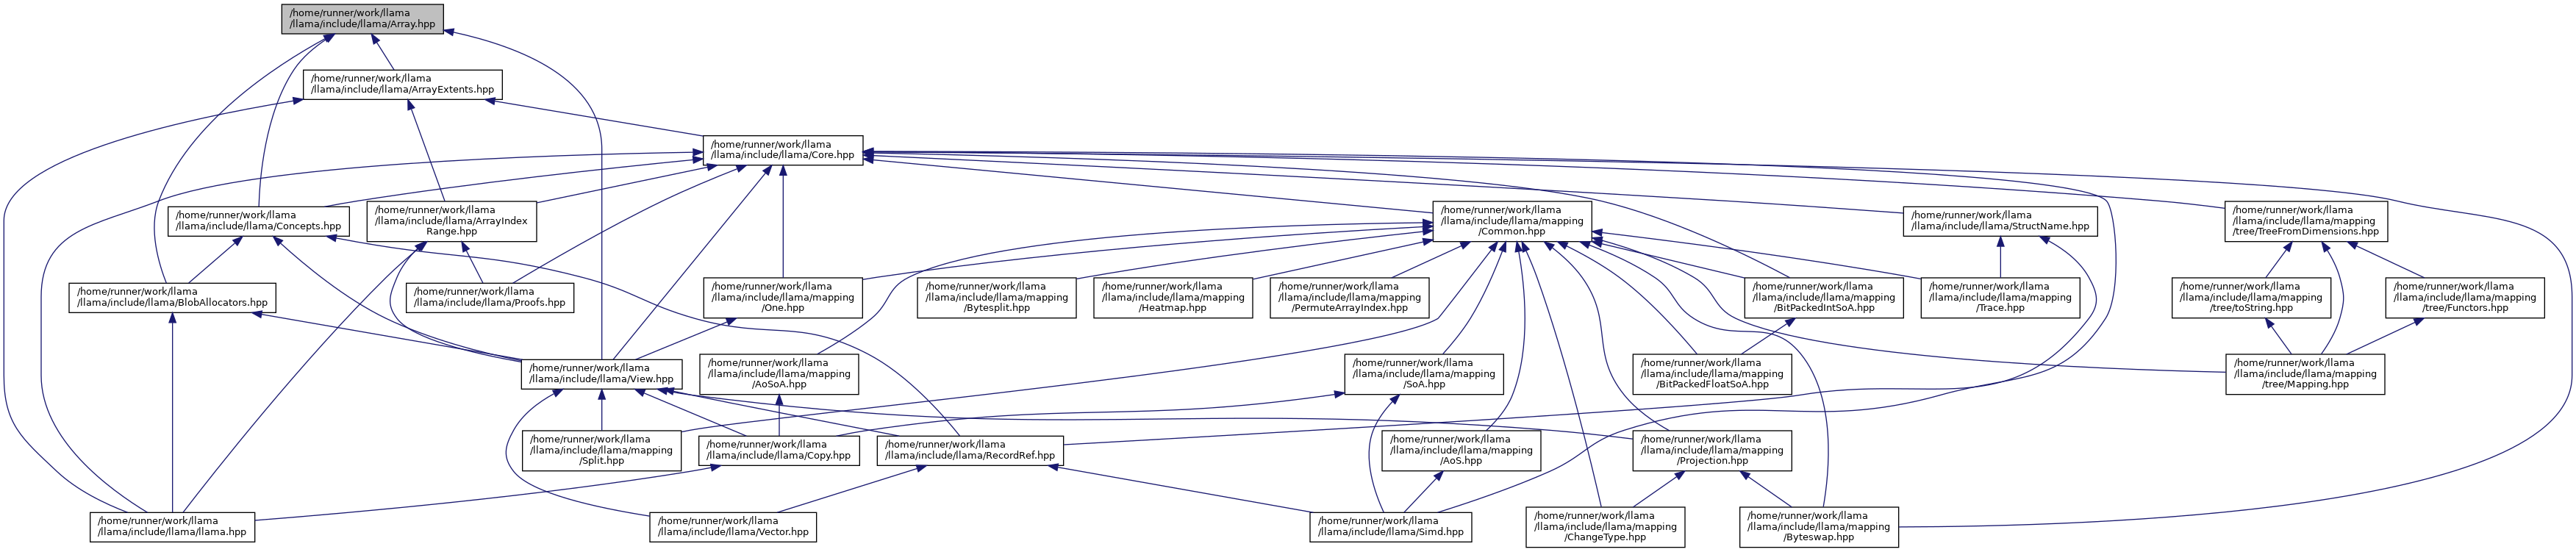 /home/runner/work/llama
/llama/include/llama/Array.hpp
/home/runner/work/llama
/llama/include/llama/ArrayExtents.hpp
/home/runner/work/llama
/llama/include/llama/Core.hpp
/home/runner/work/llama
/llama/include/llama/Concepts.hpp
/home/runner/work/llama
/llama/include/llama/ArrayIndex
Range.hpp
/home/runner/work/llama
/llama/include/llama/mapping
/Common.hpp
/home/runner/work/llama
/llama/include/llama/StructName.hpp
/home/runner/work/llama
/llama/include/llama/mapping
/tree/TreeFromDimensions.hpp
/home/runner/work/llama
/llama/include/llama/BlobAllocators.hpp
/home/runner/work/llama
/llama/include/llama/Proofs.hpp
/home/runner/work/llama
/llama/include/llama/mapping
/One.hpp
/home/runner/work/llama
/llama/include/llama/mapping
/Bytesplit.hpp
/home/runner/work/llama
/llama/include/llama/mapping
/Heatmap.hpp
/home/runner/work/llama
/llama/include/llama/mapping
/PermuteArrayIndex.hpp
/home/runner/work/llama
/llama/include/llama/mapping
/BitPackedIntSoA.hpp
/home/runner/work/llama
/llama/include/llama/mapping
/Trace.hpp
/home/runner/work/llama
/llama/include/llama/mapping
/tree/toString.hpp
/home/runner/work/llama
/llama/include/llama/mapping
/tree/Functors.hpp
/home/runner/work/llama
/llama/include/llama/View.hpp
/home/runner/work/llama
/llama/include/llama/mapping
/AoSoA.hpp
/home/runner/work/llama
/llama/include/llama/mapping
/SoA.hpp
/home/runner/work/llama
/llama/include/llama/mapping
/BitPackedFloatSoA.hpp
/home/runner/work/llama
/llama/include/llama/mapping
/tree/Mapping.hpp
/home/runner/work/llama
/llama/include/llama/mapping
/Split.hpp
/home/runner/work/llama
/llama/include/llama/Copy.hpp
/home/runner/work/llama
/llama/include/llama/RecordRef.hpp
/home/runner/work/llama
/llama/include/llama/mapping
/AoS.hpp
/home/runner/work/llama
/llama/include/llama/mapping
/Projection.hpp
/home/runner/work/llama
/llama/include/llama/llama.hpp
/home/runner/work/llama
/llama/include/llama/Vector.hpp
/home/runner/work/llama
/llama/include/llama/Simd.hpp
/home/runner/work/llama
/llama/include/llama/mapping
/ChangeType.hpp
/home/runner/work/llama
/llama/include/llama/mapping
/Byteswap.hpp